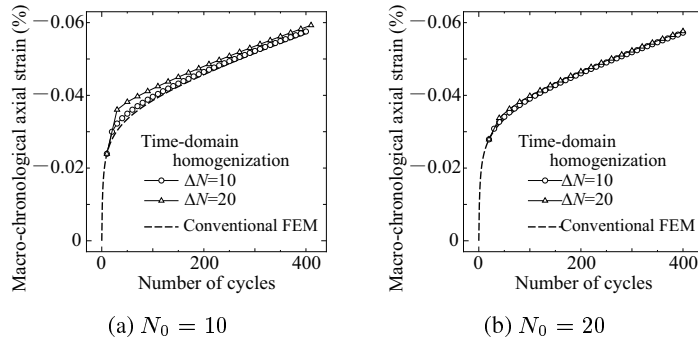 Macro-chronological axial strain (%)
−0.06
−0.04
−0.02
0
Time-domain
homogenization
ΔN=10
ΔN=20
Conventional FEM
0
200
400
Number of cycles
(a) N₀ = 10
Macro-chronological axial strain (%)
−0.06
−0.04
−0.02
0
Time-domain
homogenization
ΔN=10
ΔN=20
Conventional FEM
0
200
400
Number of cycles
(b) N₀ = 20